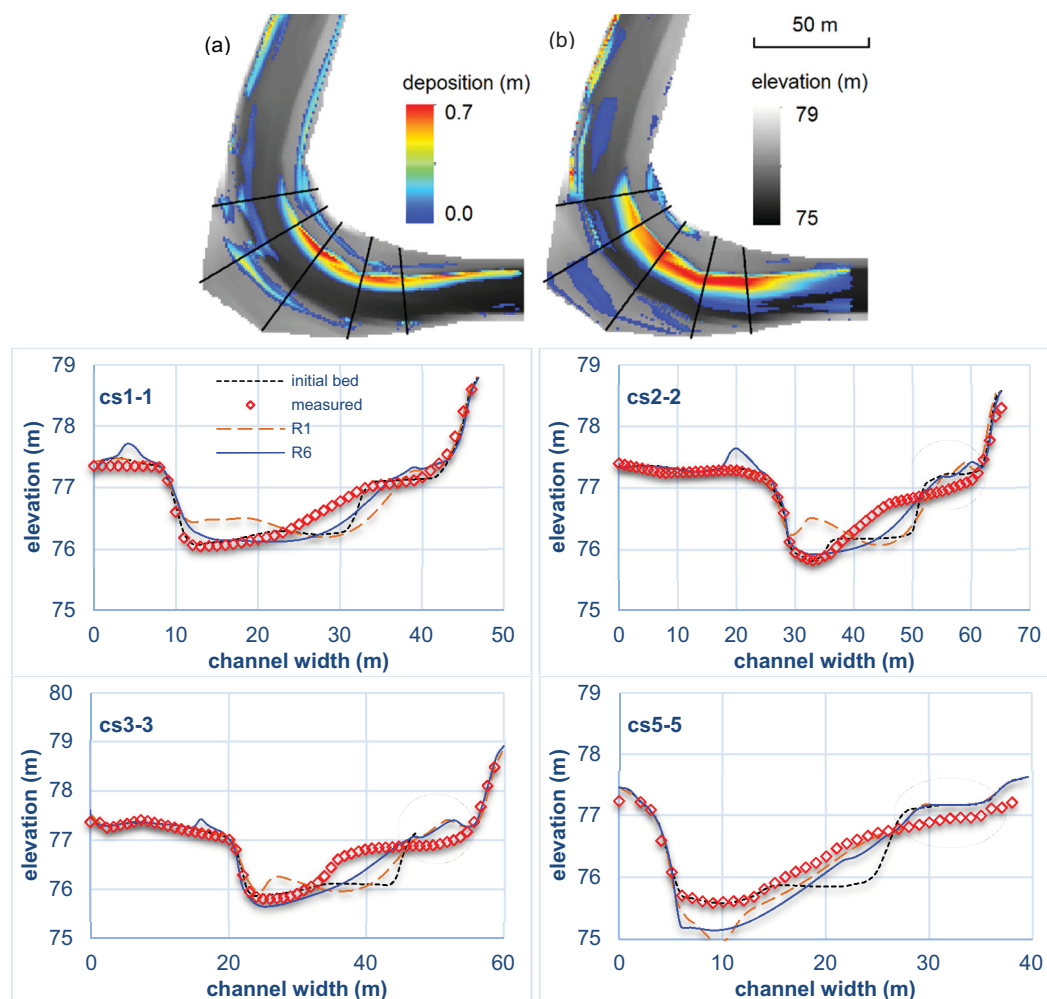 (a)
(b)
50 m
deposition (m)
0.7
0.0
elevation (m)
79
75
79
78
77
76
75
elevation (m)
cs1-1
initial bed
measured
R1
R6
0 10 20 30 40 50
channel width (m)
79
78
77
76
75
elevation (m)
cs2-2
0 10 20 30 40 50 60 70
channel width (m)
80
79
78
77
76
75
elevation (m)
cs3-3
0 20 40 60
channel width (m)
79
78
77
76
75
elevation (m)
cs5-5
0 10 20 30 40
channel width (m)